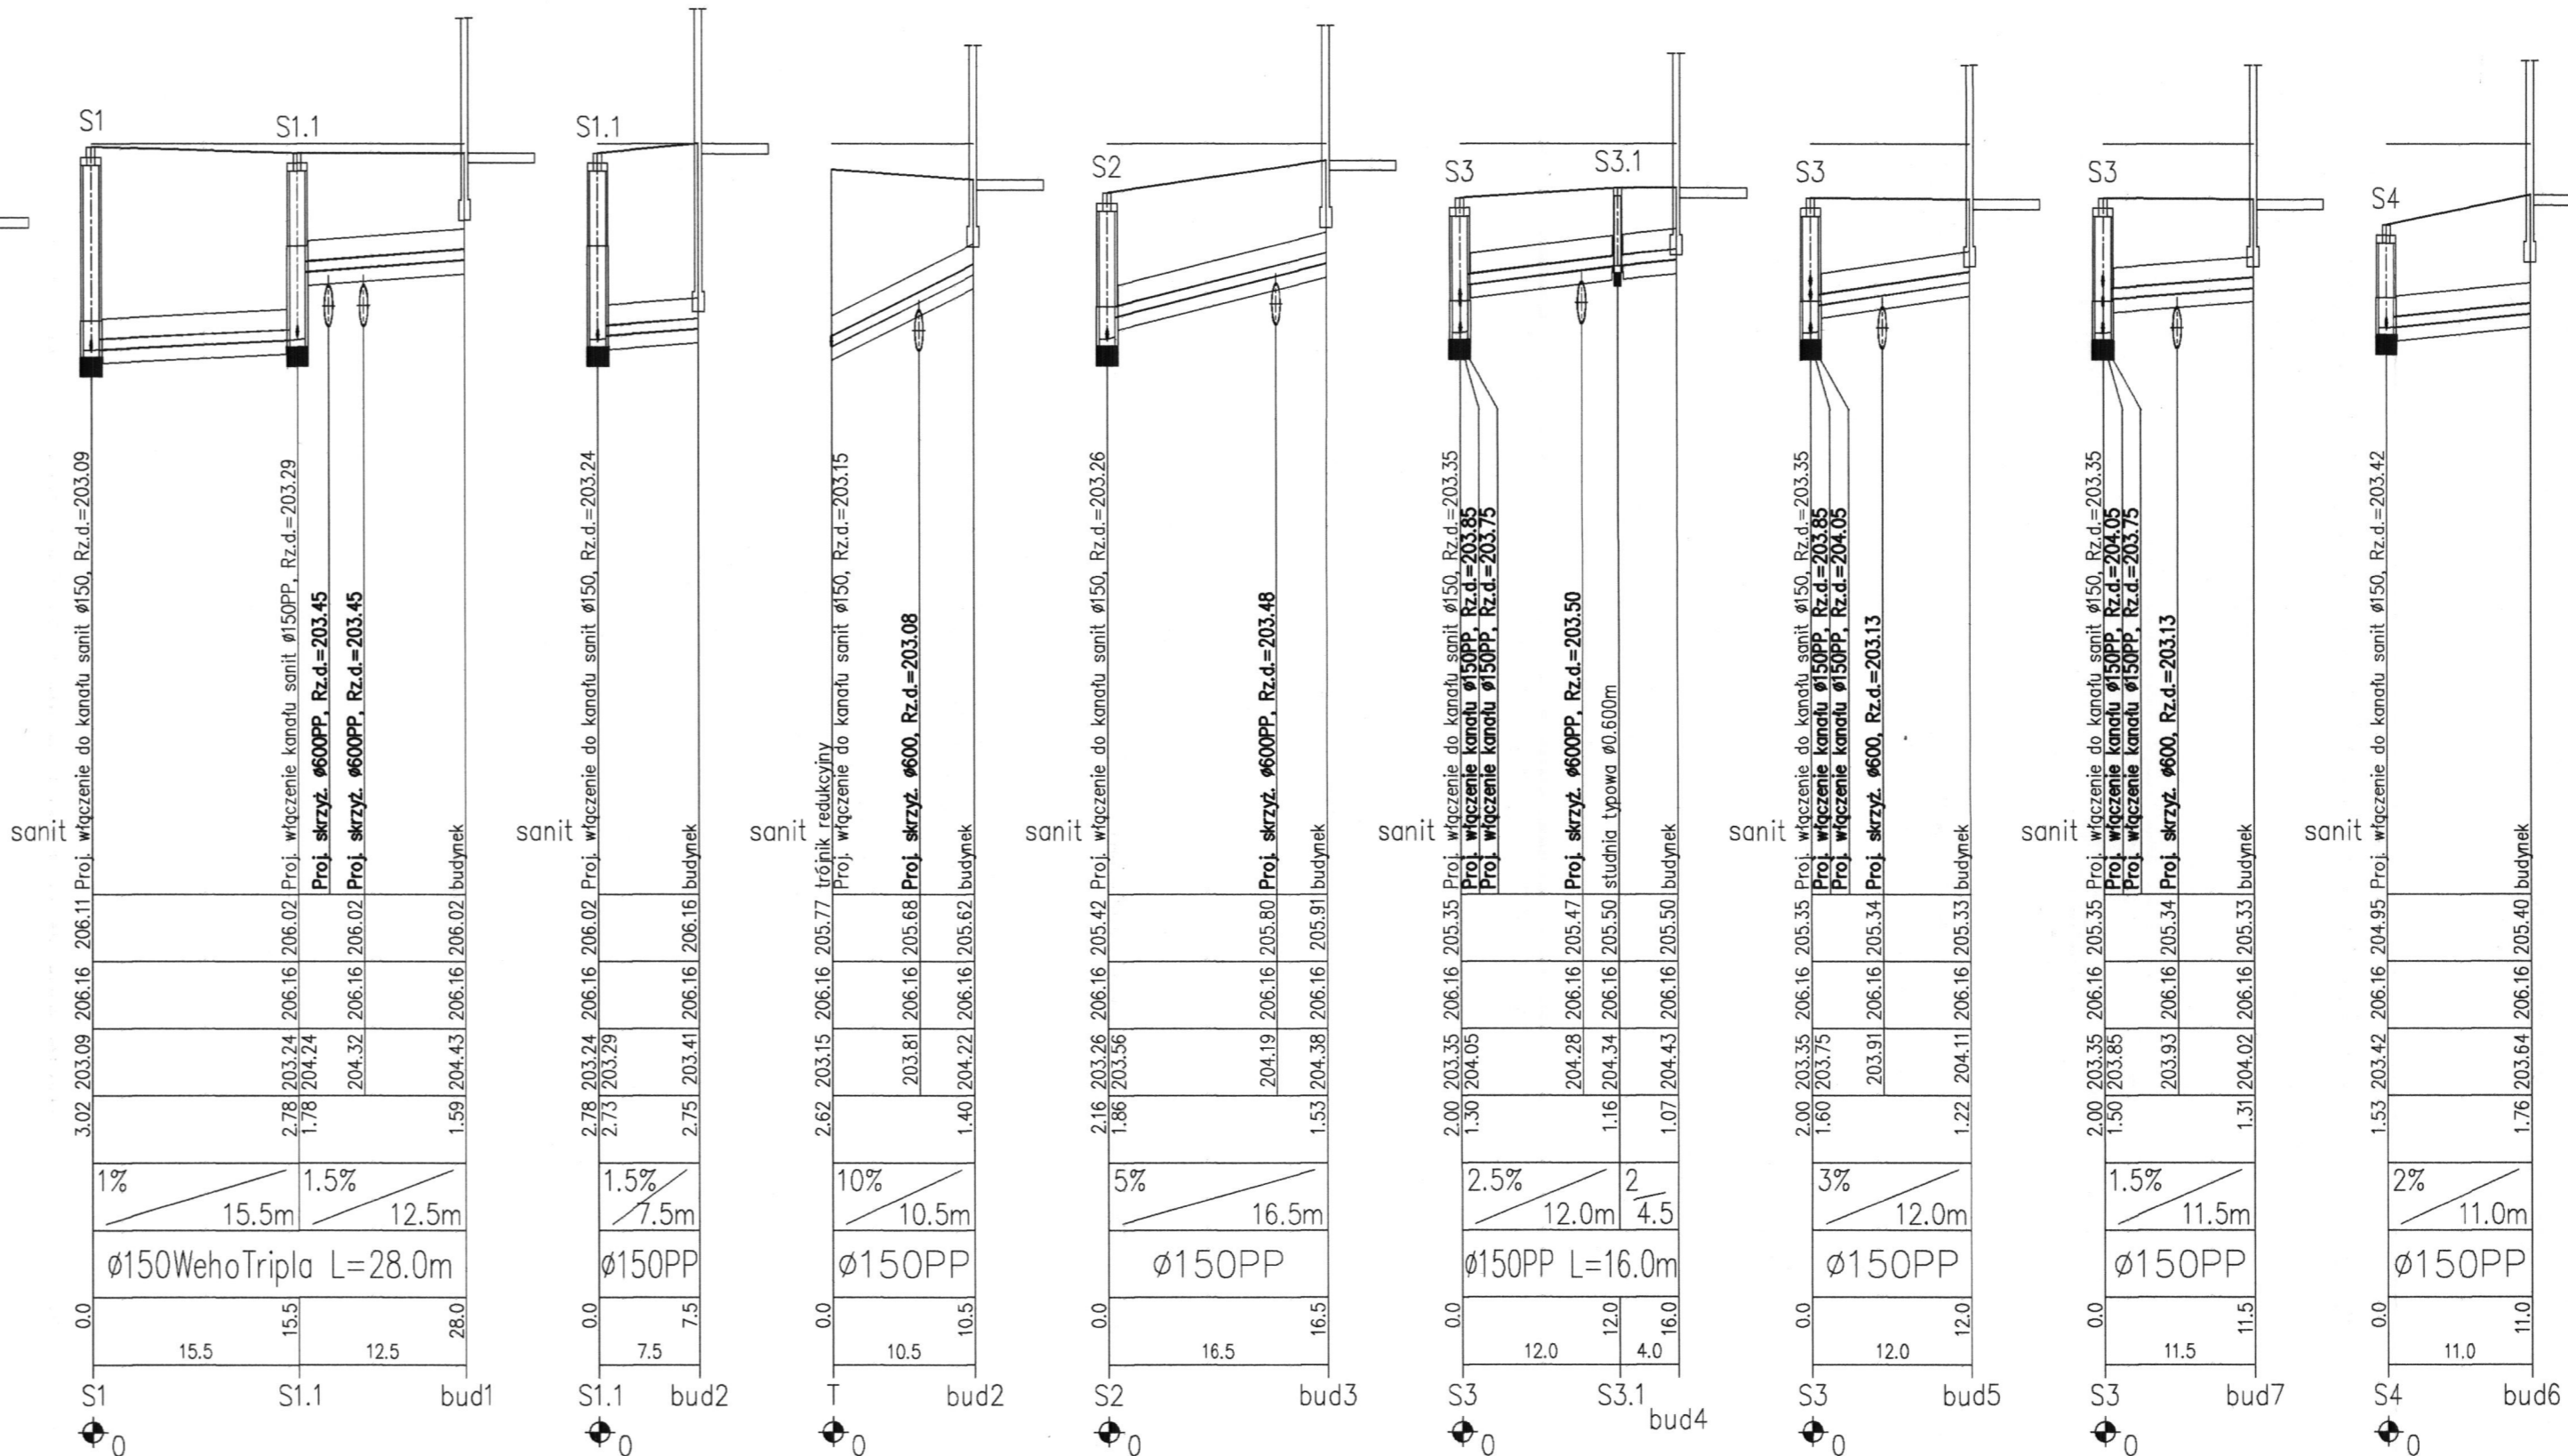 S1
S1.1
sanit
Proj. włączenie do kanału sanit ø150, Rz.d.=203.09
Proj. włączenie kanału sanit ø150PP, Rz.d.=203.29
Proj. skrzyż. ø600PP, Rz.d.=203.45
Proj. skrzyż. ø600PP, Rz.d.=203.45
budynek
206.11 206.02 206.02 206.02
206.16 206.16 206.16 206.16
203.09 203.24 204.24 204.32 204.43
3.02 2.78 1.78 1.59
1% 15.5m 1.5% 12.5m
ø150WehoTripla L=28.0m
0.0 15.5 28.0
15.5 12.5
S1 S1.1 bud1
0
S1.1
sanit
Proj. włączenie do kanału sanit ø150, Rz.d.=203.24
budynek
206.02 206.16
206.16 206.16
203.24 203.29 203.41
2.78 2.73 2.75
1.5% 7.5m
ø150PP
0.0 7.5
7.5
S1.1 bud2
0
sanit
trójnik redukcyjny
Proj. włączenie do kanału sanit ø150, Rz.d.=203.15
Proj. skrzyż. ø600, Rz.d.=203.08
budynek
205.77 205.68 205.62
206.16 206.16 206.16
203.15 203.81 204.22
2.62 1.40
10% 10.5m
ø150PP
0.0 10.5
10.5
T bud2
0
S2
sanit
Proj. włączenie do kanału sanit ø150, Rz.d.=203.26
Proj. skrzyż. ø600PP, Rz.d.=203.48
budynek
205.42 205.80 205.91
206.16 206.16 206.16
203.26 203.56 204.19 204.38
2.16 1.86 1.53
5% 16.5m
ø150PP
0.0 16.5
16.5
S2 bud3
0
S3
S3.1
sanit
Proj. włączenie do kanału sanit ø150, Rz.d.=203.35
Proj. włączenie kanału ø150PP, Rz.d.=203.85
Proj. włączenie kanału ø150PP, Rz.d.=203.75
Proj. skrzyż. ø600PP, Rz.d.=203.50
studnia typowa ø0.600m
budynek
205.35 205.47 205.50 205.50
206.16 206.16 206.16 206.16
203.35 204.05 204.28 204.34 204.43
2.00 1.30 1.16 1.07
2.5% 12.0m 2 4.5
ø150PP L=16.0m
0.0 12.0 16.0
12.0 4.0
S3 S3.1 bud4
0
S3
sanit
Proj. włączenie do kanału sanit ø150, Rz.d.=203.35
Proj. włączenie kanału ø150PP, Rz.d.=203.85
Proj. włączenie kanału ø150PP, Rz.d.=204.05
Proj. skrzyż. ø600, Rz.d.=203.13
budynek
205.35 205.34 205.33
206.16 206.16 206.16
203.35 203.75 203.91 204.11
2.00 1.60 1.22
3% 12.0m
ø150PP
0.0 12.0
12.0
S3 bud5
0
S3
sanit
Proj. włączenie do kanału sanit ø150, Rz.d.=203.35
Proj. włączenie kanału ø150PP, Rz.d.=204.05
Proj. włączenie kanału ø150PP, Rz.d.=203.75
Proj. skrzyż. ø600, Rz.d.=203.13
budynek
205.35 205.34 205.33
206.16 206.16 206.16
203.35 203.85 203.93 204.02
2.00 1.50 1.31
1.5% 11.5m
ø150PP
0.0 11.5
11.5
S3 bud7
0
S4
sanit
Proj. włączenie do kanału sanit ø150, Rz.d.=203.42
budynek
204.95 205.40
206.16 206.16
203.42 203.64
1.53 1.76
2% 11.0m
ø150PP
0.0 11.0
11.0
S4 bud6
0